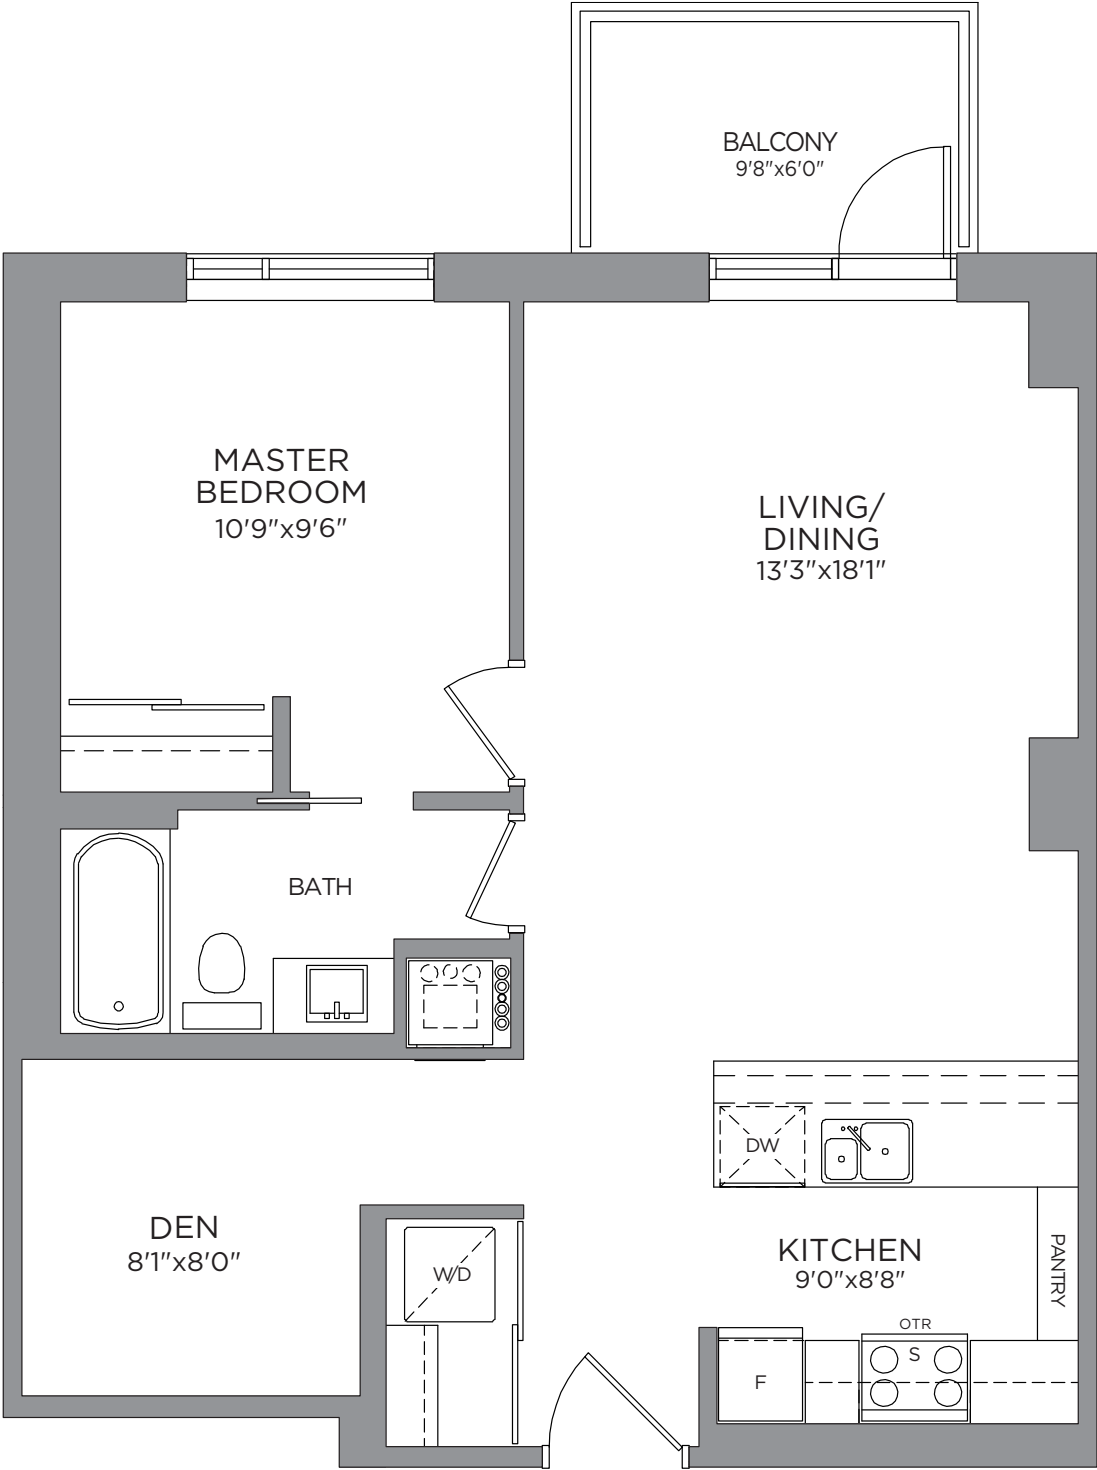 BALCONY
9'8"x6'0"
MASTER
BEDROOM
10'9"x9'6"
LIVING/
DINING
13'3"x18'1"
BATH
DW
DEN
8'1"x8'0"
W/D
KITCHEN
9'0"x8'8"
PANTRY
OTR
S
F